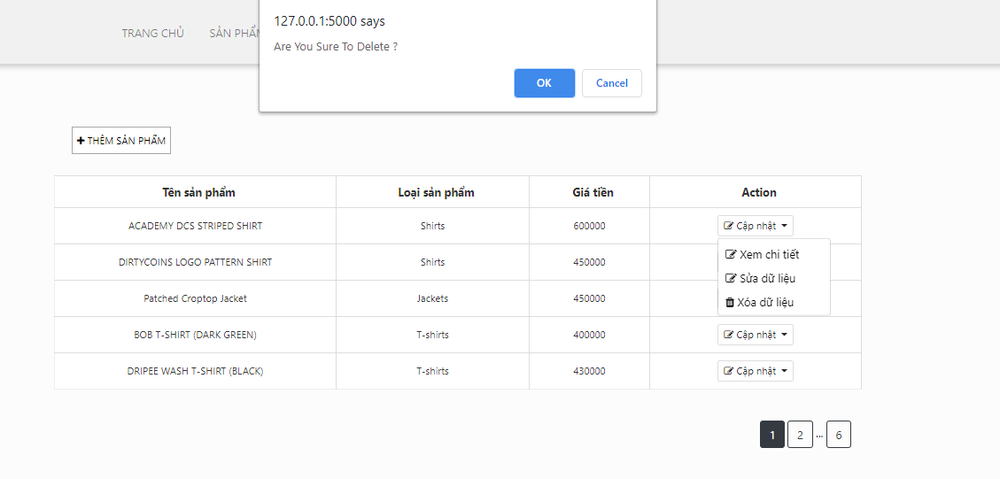 127.0.0.1:5000 says
Are You Sure To Delete ?
OK Cancel
TRANG CHỦ SẢN PHẨM
THÊM SẢN PHẨM
Tên sản phẩm Loại sản phẩm Giá tiền Action
ACADEMY DCS STRIPED SHIRT Shirts 600000 Cập nhật
DIRTYCOINS LOGO PATTERN SHIRT Shirts 450000
Xem chi tiết
Sửa dữ liệu
Xóa dữ liệu
Patched Croptop Jacket Jackets 450000
BOB T-SHIRT (DARK GREEN) T-shirts 400000 Cập nhật
DRIPEE WASH T-SHIRT (BLACK) T-shirts 430000 Cập nhật
1 2 ... 6